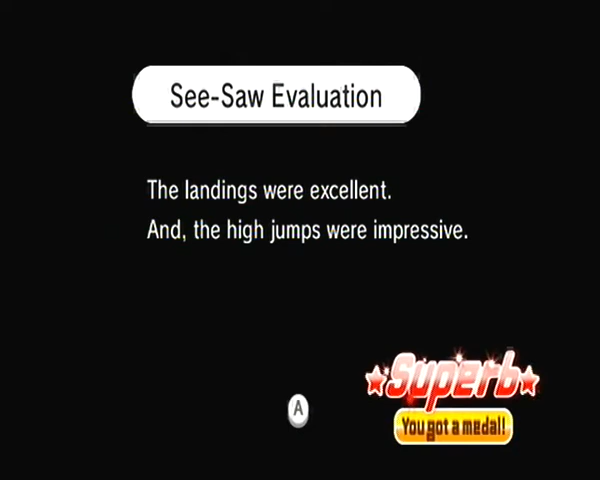 See-Saw Evaluation
The landings were excellent.
And, the high jumps were impressive.
Superb
You got a medal!
A